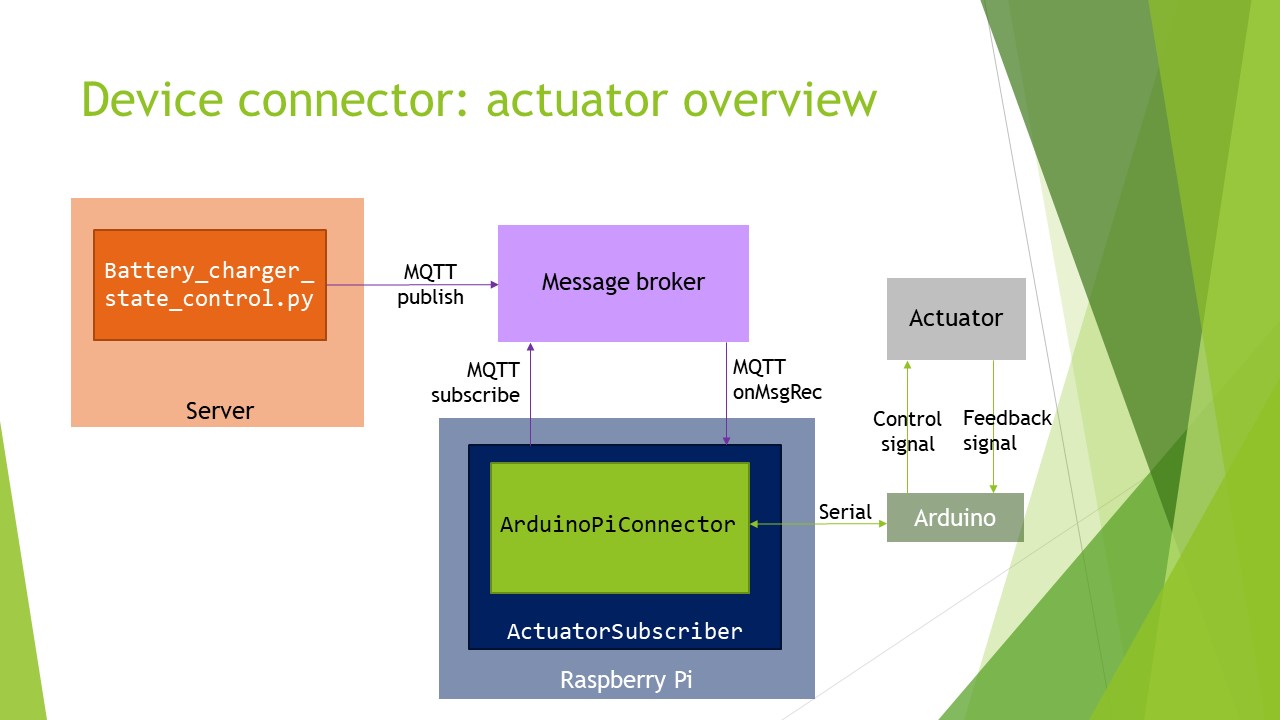 Device connector: actuator overview
Battery_charger_
state_control.py
Server
MQTT
publish
Message broker
MQTT
subscribe
MQTT
onMsgRec
ArduinoPiConnector
ActuatorSubscriber
Raspberry Pi
Serial
Actuator
Control
signal
Feedback
signal
Arduino